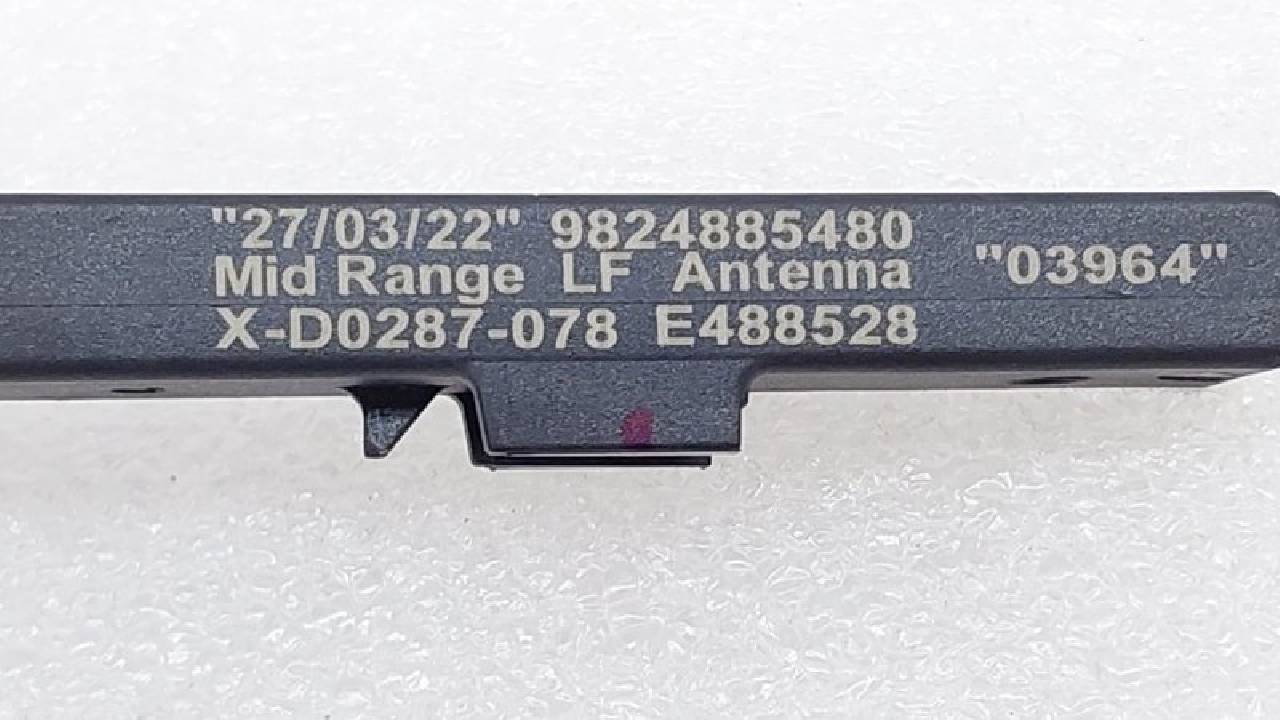 "27/03/22" 9824885480
Mid Range LF Antenna
X-D0287-078 E488528
"03964"